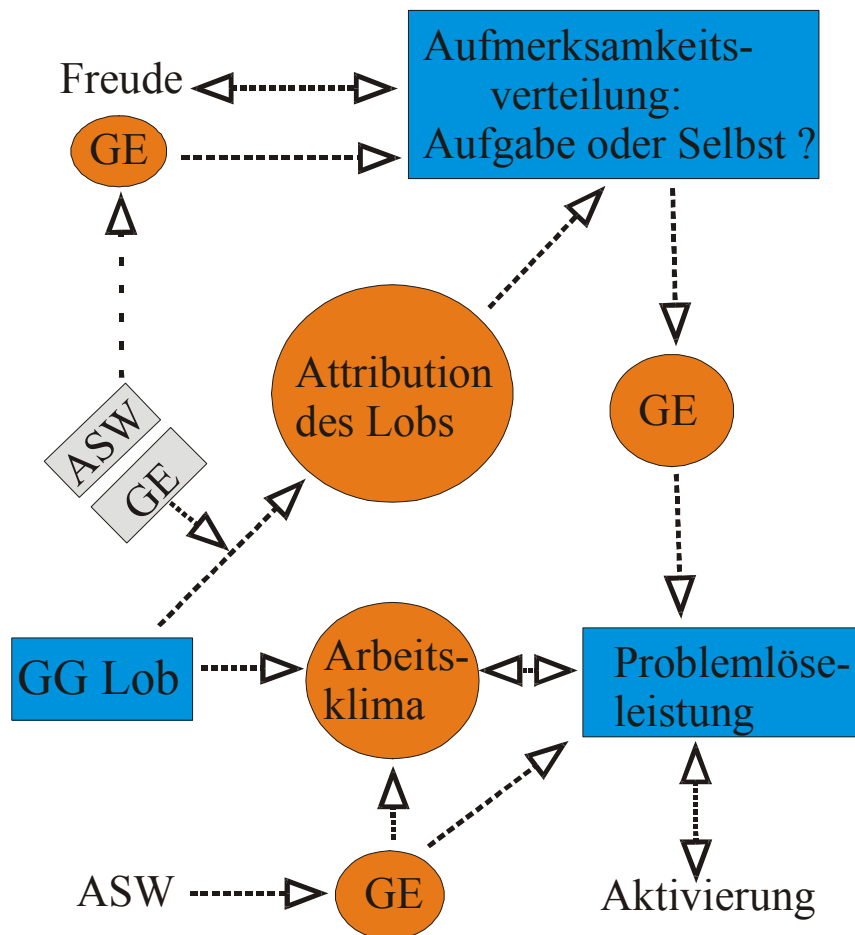 Freude
Aufmerksamkeits-
verteilung:
Aufgabe oder Selbst ?
GE
Attribution
des Lobs
GE
ASW
GE
GG Lob
Arbeits-
klima
Problemlöse-
leistung
ASW
GE
Aktivierung